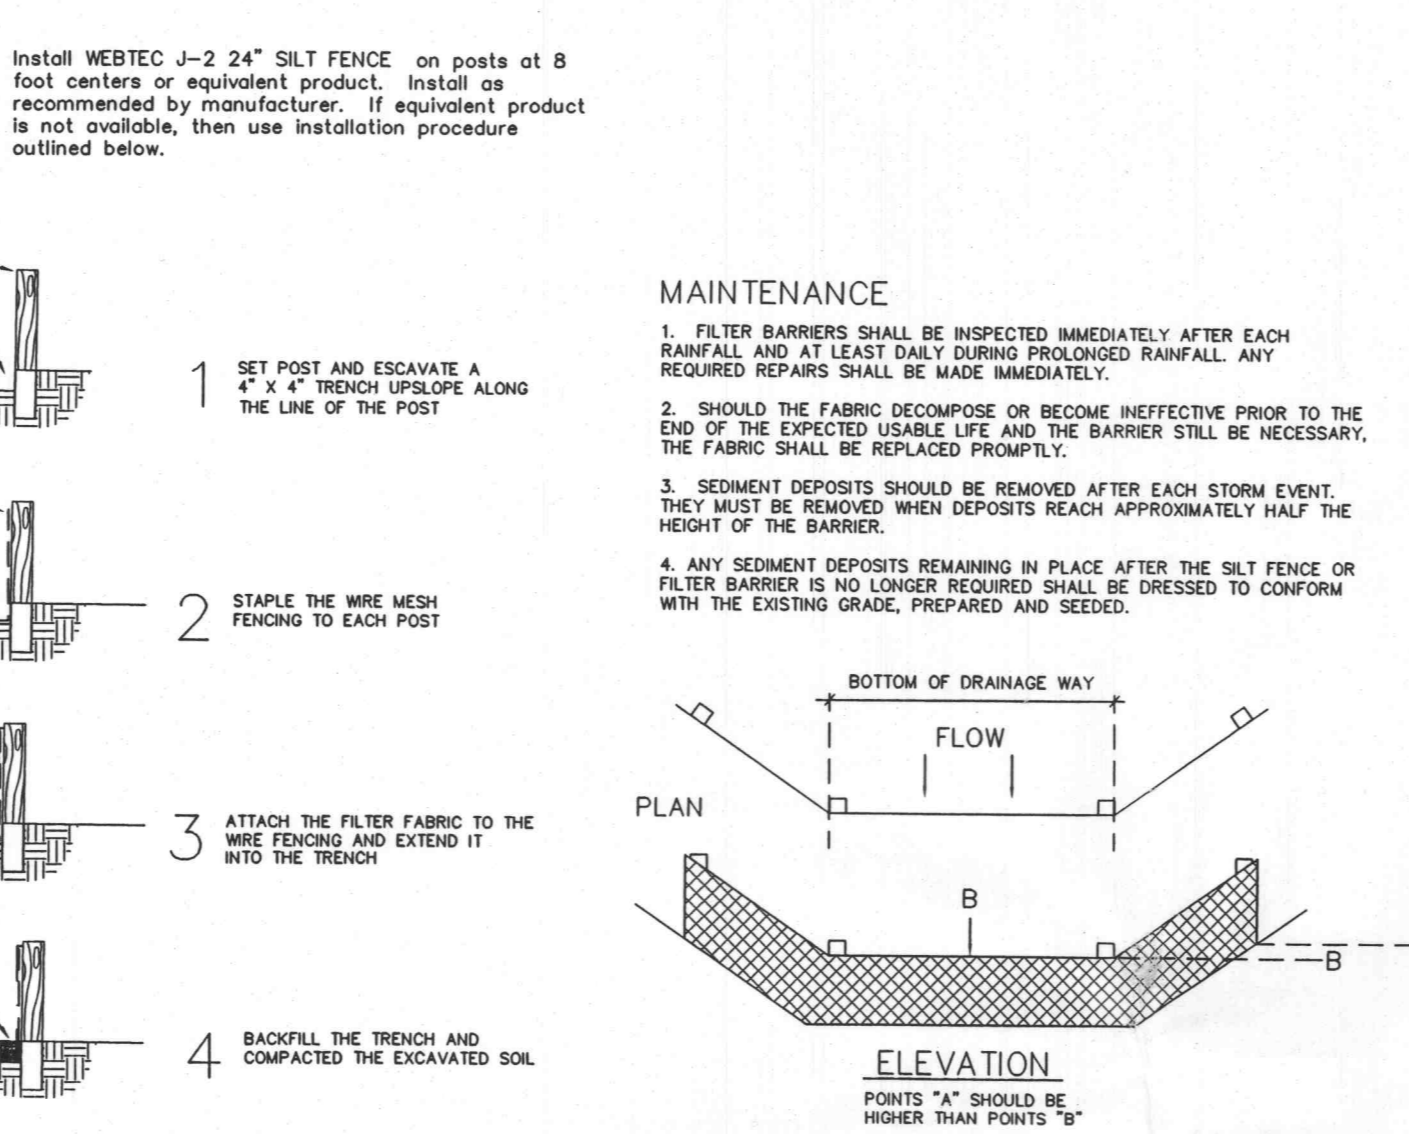 Install WEBTEC J-2 24" SILT FENCE on posts at 8
foot centers or equivalent product. Install as
recommended by manufacturer. If equivalent product
is not available, then use installation procedure
outlined below.
1
SET POST AND ESCAVATE A
4" X 4" TRENCH UPSLOPE ALONG
THE LINE OF THE POST
2
STAPLE THE WIRE MESH
FENCING TO EACH POST
3
ATTACH THE FILTER FABRIC TO THE
WIRE FENCING AND EXTEND IT
INTO THE TRENCH
4
BACKFILL THE TRENCH AND
COMPACTED THE EXCAVATED SOIL
MAINTENANCE
1. FILTER BARRIERS SHALL BE INSPECTED IMMEDIATELY AFTER EACH
RAINFALL AND AT LEAST DAILY DURING PROLONGED RAINFALL. ANY
REQUIRED REPAIRS SHALL BE MADE IMMEDIATELY.
2. SHOULD THE FABRIC DECOMPOSE OR BECOME INEFFECTIVE PRIOR TO THE
END OF THE EXPECTED USABLE LIFE AND THE BARRIER STILL BE NECESSARY,
THE FABRIC SHALL BE REPLACED PROMPTLY.
3. SEDIMENT DEPOSITS SHOULD BE REMOVED AFTER EACH STORM EVENT.
THEY MUST BE REMOVED WHEN DEPOSITS REACH APPROXIMATELY HALF THE
HEIGHT OF THE BARRIER.
4. ANY SEDIMENT DEPOSITS REMAINING IN PLACE AFTER THE SILT FENCE OR
FILTER BARRIER IS NO LONGER REQUIRED SHALL BE DRESSED TO CONFORM
WITH THE EXISTING GRADE, PREPARED AND SEEDED.
BOTTOM OF DRAINAGE WAY
FLOW
PLAN
B
B
ELEVATION
POINTS "A" SHOULD BE
HIGHER THAN POINTS "B"